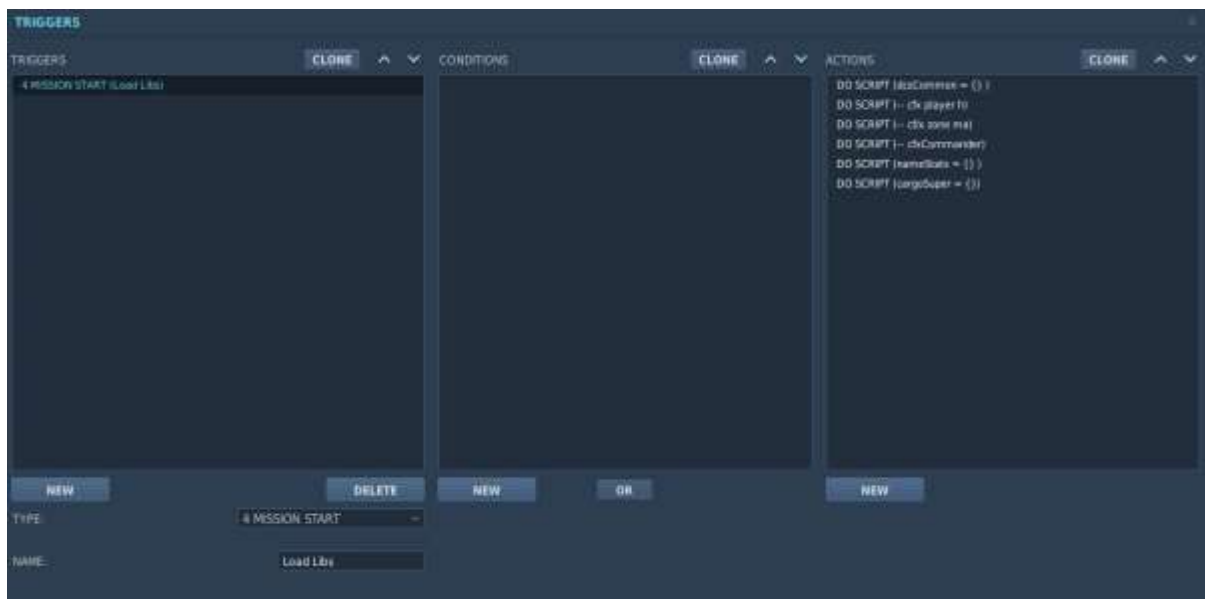 TRIGGERS
TRIGGERS CLONE
CONDITIONS CLONE
ACTIONS CLONE
4 MISSION START (Load Libs)
DO SCRIPT (dcsCommon = {} )
DO SCRIPT (-- cfx player h)
DO SCRIPT (-- cfx zone ma)
DO SCRIPT (-- cfxCommander)
DO SCRIPT (nameStats = {} )
DO SCRIPT (cargoSuper = {})
NEW DELETE
NEW OR
NEW
TYPE: 4 MISSION START
NAME: Load Libs